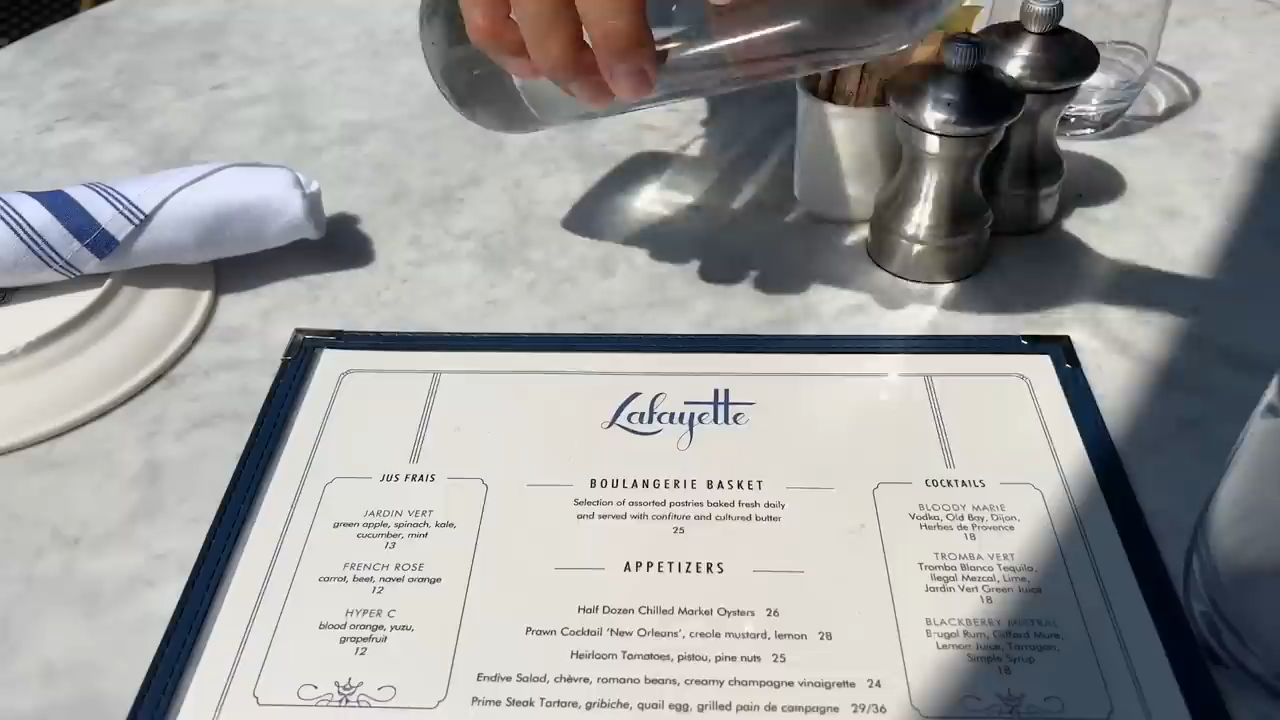 Lafayette
JUS FRAIS
JARDIN VERT
green apple, spinach, kale,
cucumber, mint
13
FRENCH ROSE
carrot, beet, navel orange
12
HYPER C
blood orange, yuzu,
grapefruit
12
BOULANGERIE BASKET
Selection of assorted pastries baked fresh daily
and served with confiture and cultured butter
25
APPETIZERS
Half Dozen Chilled Market Oysters 26
Prawn Cocktail 'New Orleans', creole mustard, lemon 28
Heirloom Tomatoes, pistou, pine nuts 25
Endive Salad, chèvre, romano beans, creamy champagne vinaigrette 24
Prime Steak Tartare, gribiche, quail egg, grilled pain de campagne 29/36
COCKTAILS
BLOODY MARIE
Vodka, Old Bay, Dijon,
Herbes de Provence
18
TROMBA VERT
Tromba Blanco Tequila,
Ilegal Mezcal, Lime,
Jardin Vert Green Juice
18
BLACKBERRY MISTRAL
Brugal Rum, Giffard Mure,
Lemon Juice, Tarragon,
Simple Syrup
18